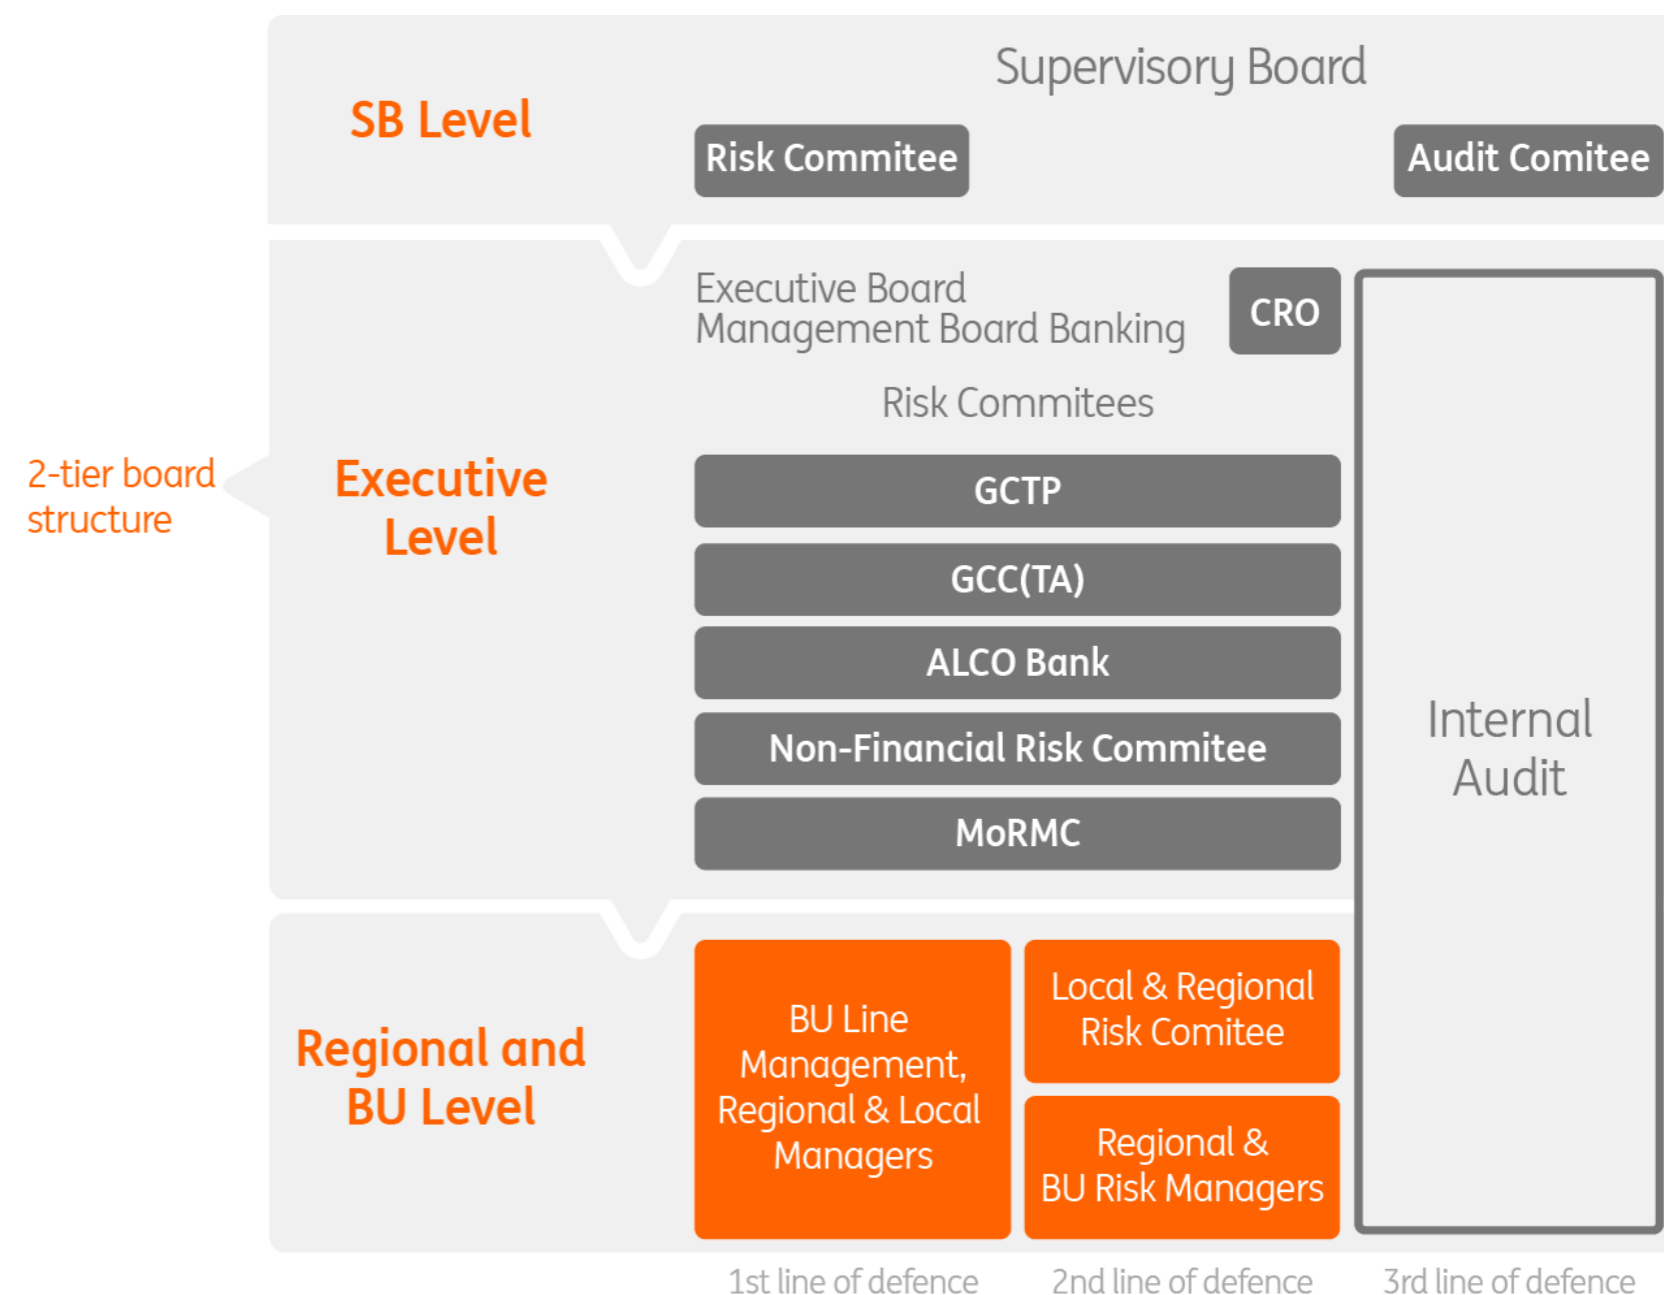 Supervisory Board
SB Level
Risk Commitee
Audit Comitee
Executive Board
Management Board Banking
CRO
Risk Commitees
2-tier board
structure
Executive
Level
GCTP
GCC(TA)
ALCO Bank
Non-Financial Risk Commitee
MoRMC
Internal
Audit
Regional and
BU Level
BU Line
Management,
Regional & Local
Managers
Local & Regional
Risk Comitee
Regional &
BU Risk Managers
1st line of defence
2nd line of defence
3rd line of defence